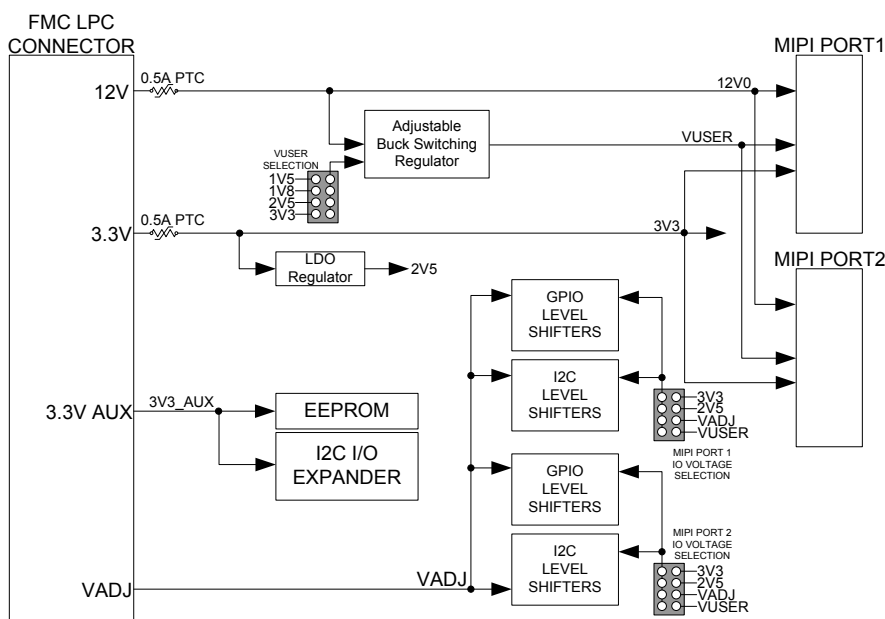 FMC LPC
CONNECTOR
MIPI PORT1
12V
0.5A PTC
12V0
Adjustable
Buck Switching
Regulator
VUSER
VUSER
SELECTION
1V5
1V8
2V5
3V3
3.3V
0.5A PTC
3V3
LDO
Regulator
2V5
MIPI PORT2
GPIO
LEVEL
SHIFTERS
I2C
LEVEL
SHIFTERS
3V3
2V5
VADJ
VUSER
MIPI PORT 1
IO VOLTAGE
SELECTION
3.3V AUX
3V3_AUX
EEPROM
I2C I/O
EXPANDER
GPIO
LEVEL
SHIFTERS
MIPI PORT 2
IO VOLTAGE
SELECTION
I2C
LEVEL
SHIFTERS
3V3
2V5
VADJ
VUSER
VADJ
VADJ